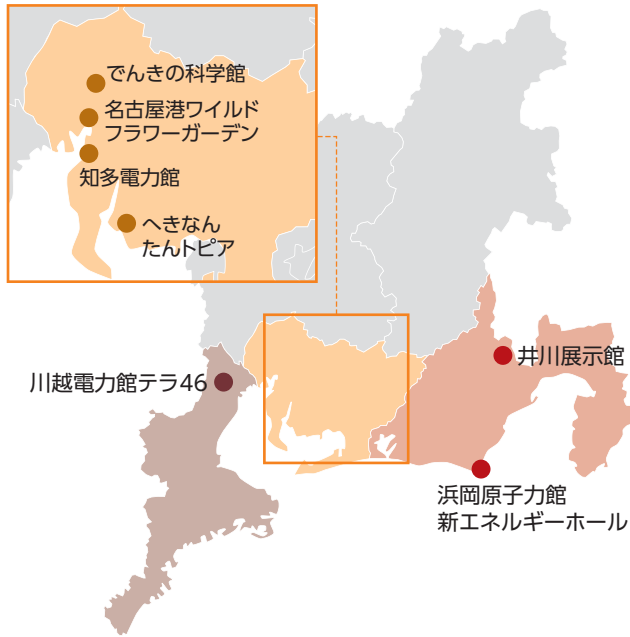 でんきの科学館
名古屋港ワイルド
フラワーガーデン
知多電力館
へきなん
たんトピア
川越電力館テラ46
井川展示館
浜岡原子力館
新エネルギーホール